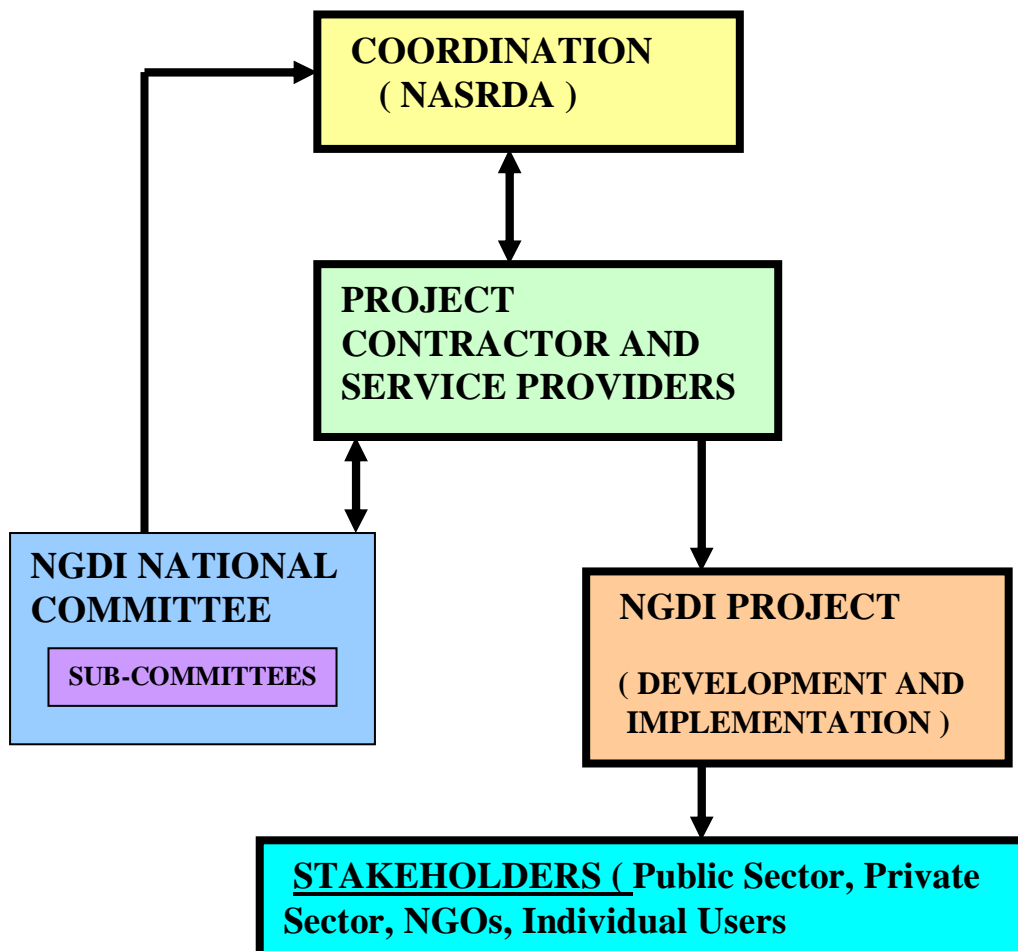 COORDINATION
( NASRDA )
PROJECT
CONTRACTOR AND
SERVICE PROVIDERS
NGDI NATIONAL
COMMITTEE
SUB-COMMITTEES
NGDI PROJECT
( DEVELOPMENT AND
IMPLEMENTATION )
STAKEHOLDERS ( Public Sector, Private
Sector, NGOs, Individual Users